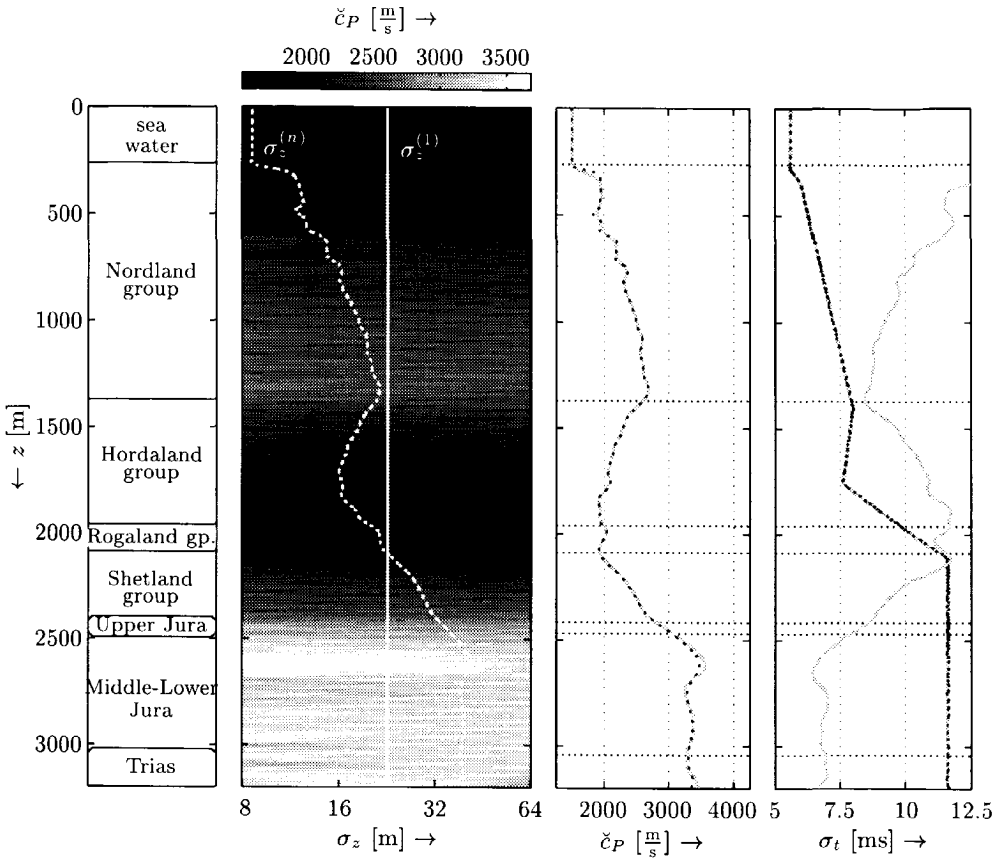 c̆_P [m/s] →
2000 2500 3000 3500
0
500
1000
1500
2000
2500
3000
← z [m]
sea
water
Nordland
group
Hordaland
group
Rogaland gp.
Shetland
group
Upper Jura
Middle-Lower
Jura
Trias
σ_z^(n)
σ_z^(1)
8 16 32 64
σ_z [m] →
2000 3000 4000
c̆_P [m/s] →
5 7.5 10 12.5
σ_t [ms] →